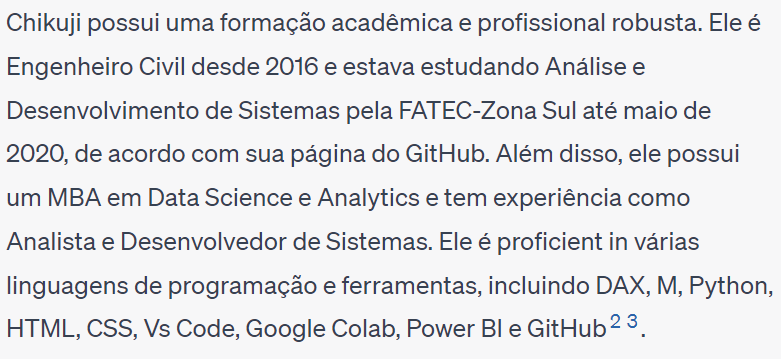 Chikuji possui uma formação acadêmica e profissional robusta. Ele é
Engenheiro Civil desde 2016 e estava estudando Análise e
Desenvolvimento de Sistemas pela FATEC-Zona Sul até maio de
2020, de acordo com sua página do GitHub. Além disso, ele possui
um MBA em Data Science e Analytics e tem experiência como
Analista e Desenvolvedor de Sistemas. Ele é proficient in várias
linguagens de programação e ferramentas, incluindo DAX, M, Python,
HTML, CSS, Vs Code, Google Colab, Power BI e GitHub 2 3.